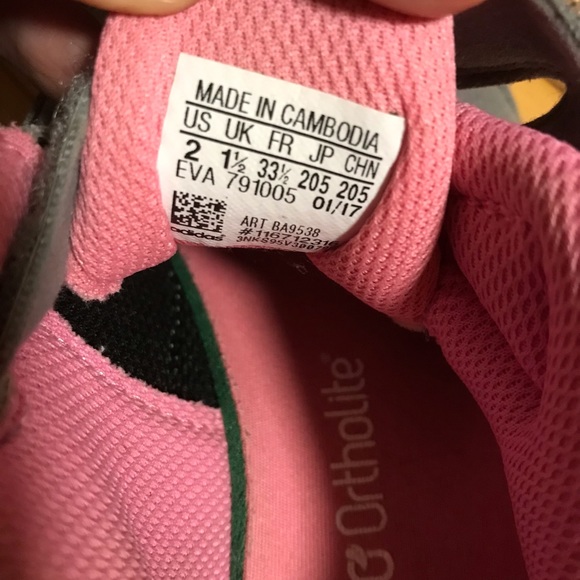 MADE IN CAMBODIA
US UK FR JP CHN
2 1½ 33½ 205 205
EVA 791005 01/17
ART BA9538
adidas
Ortholite®